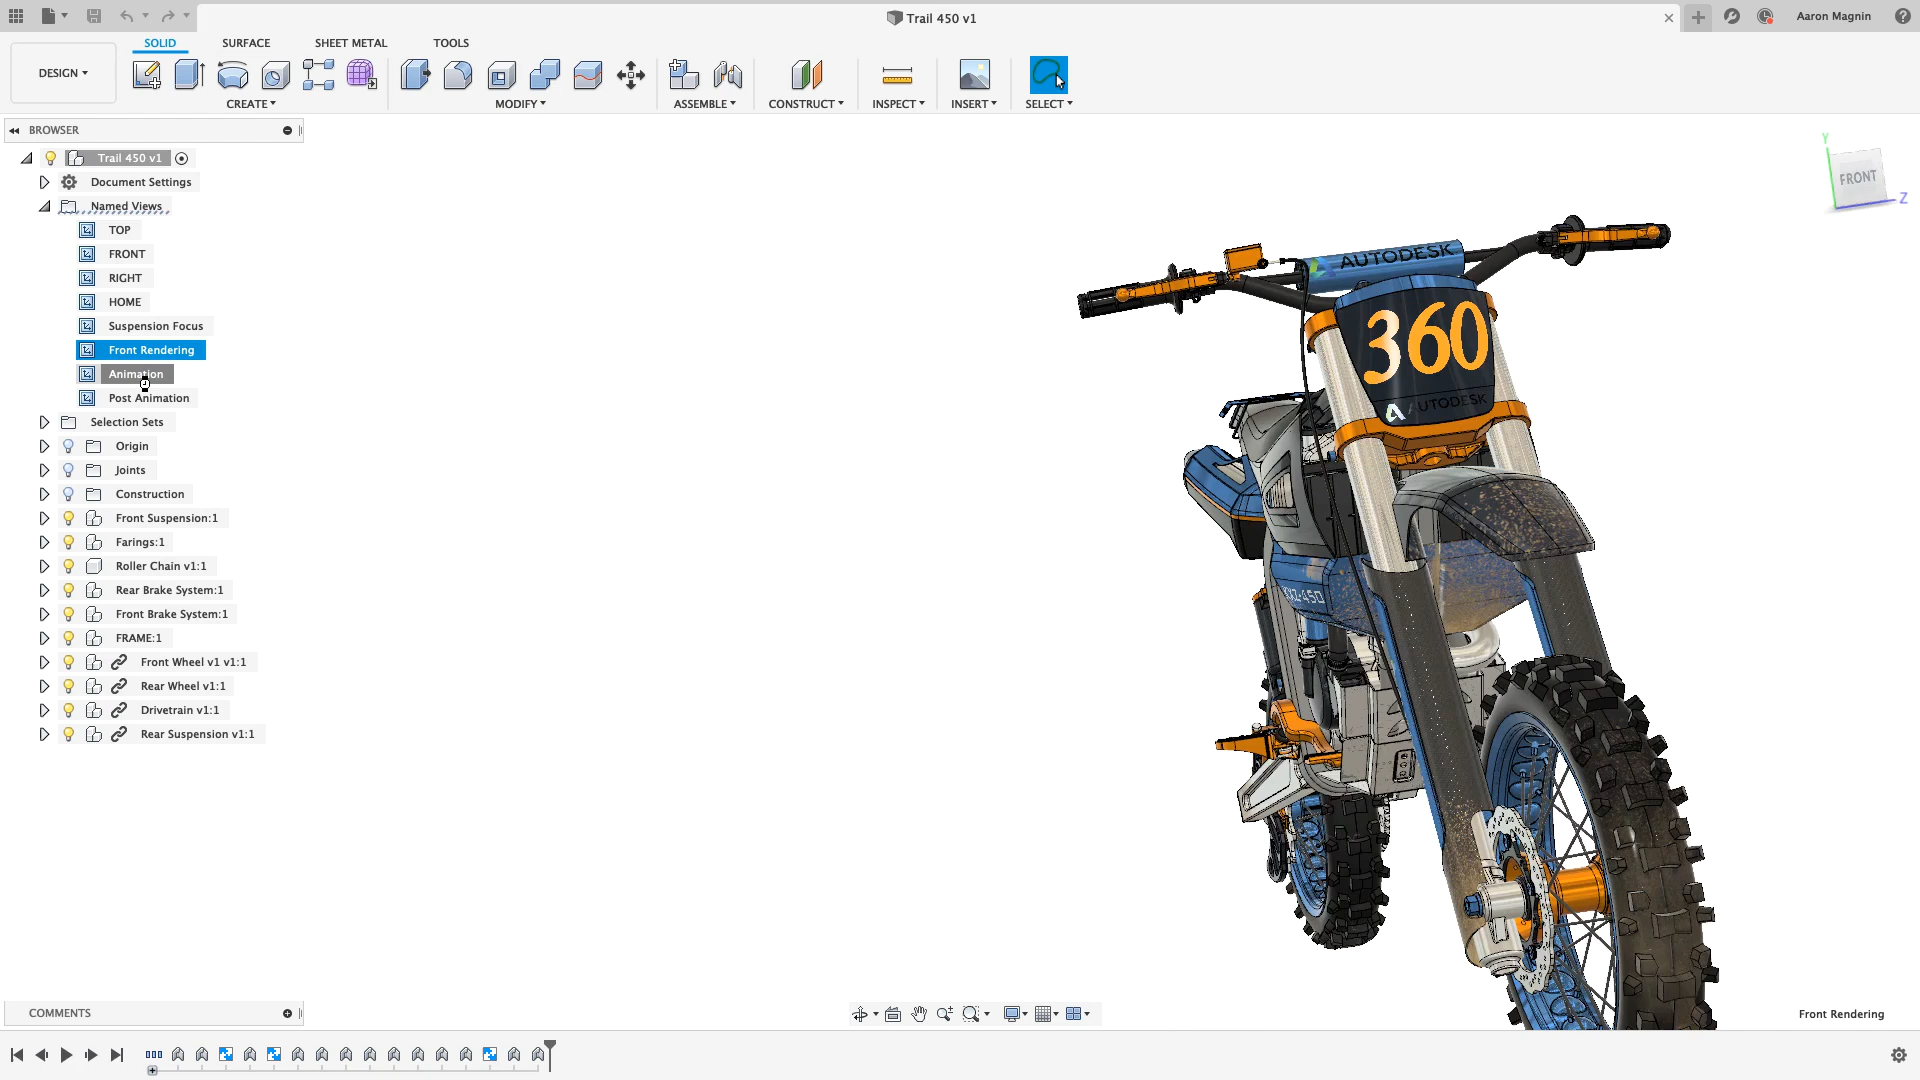 Trail 450 v1
Aaron Magnin
DESIGN
SOLID
SURFACE
SHEET METAL
TOOLS
CREATE
MODIFY
ASSEMBLE
CONSTRUCT
INSPECT
INSERT
SELECT
BROWSER
Trail 450 v1
Document Settings
Named Views
TOP
FRONT
RIGHT
HOME
Suspension Focus
Front Rendering
Animation
Post Animation
Selection Sets
Origin
Joints
Construction
Front Suspension:1
Farings:1
Roller Chain v1:1
Rear Brake System:1
Front Brake System:1
FRAME:1
Front Wheel v1 v1:1
Rear Wheel v1:1
Drivetrain v1:1
Rear Suspension v1:1
Y
FRONT
Z
AUTODESK
360
AUTODESK
COMMENTS
Front Rendering